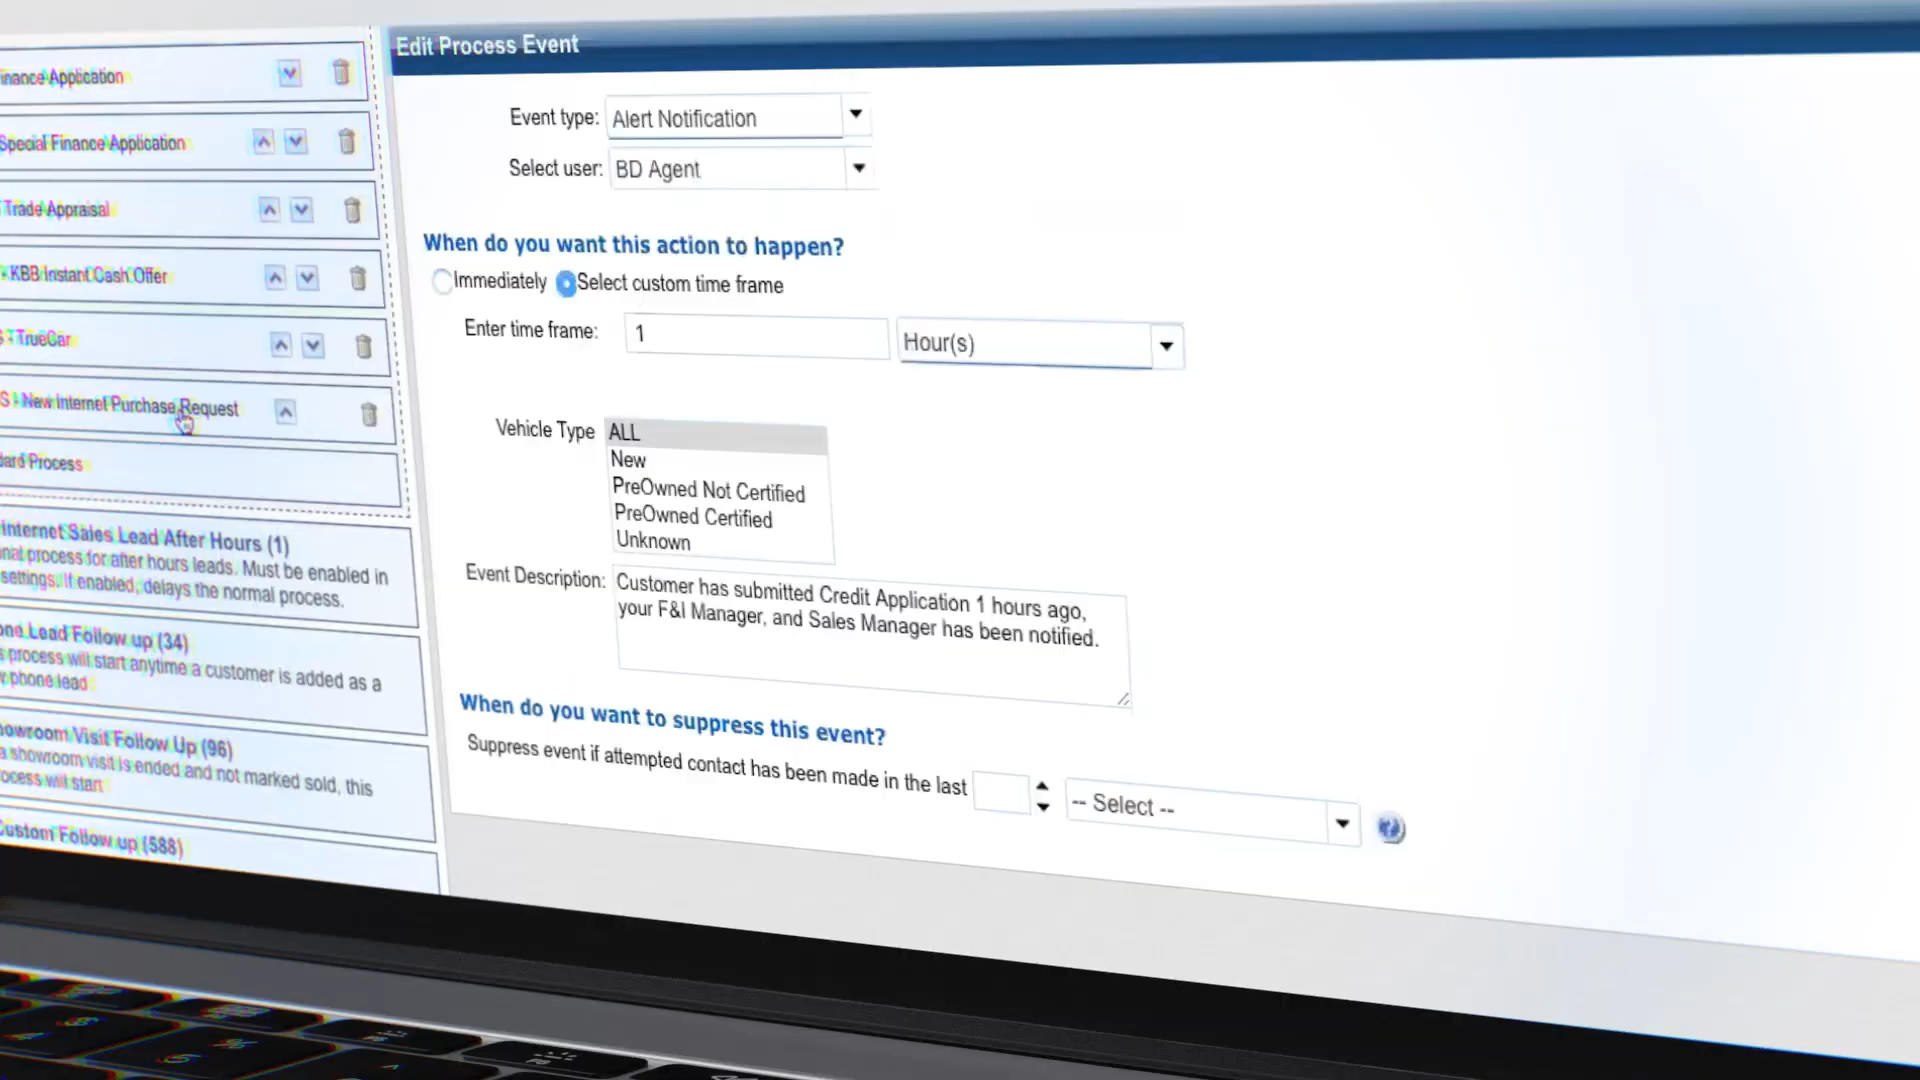 Edit Process Event
Finance Application
Special Finance Application
Trade Appraisal
- KBB Instant Cash Offer
S - TrueCar
S - New Internet Purchase Request
dard Process
Internet Sales Lead After Hours (1)
nal process for after hours leads. Must be enabled in
settings. If enabled, delays the normal process.
one Lead Follow up (34)
s process will start anytime a customer is added as a
phone lead
howroom Visit Follow Up (96)
a showroom visit is ended and not marked sold, this
ocess will start
Custom Follow up (588)
Event type: Alert Notification
Select user: BD Agent
When do you want this action to happen?
Immediately Select custom time frame
Enter time frame: 1 Hour(s)
Vehicle Type ALL
New
PreOwned Not Certified
PreOwned Certified
Unknown
Event Description: Customer has submitted Credit Application 1 hours ago,
your F&I Manager, and Sales Manager has been notified.
When do you want to suppress this event?
Suppress event if attempted contact has been made in the last -- Select --